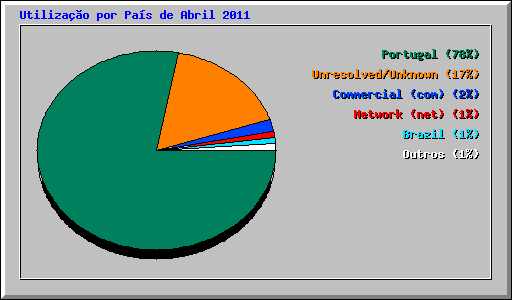 Utilização por País de Abril 2011
Portugal (78%)
Unresolved/Unknown (17%)
Commercial (com) (2%)
Network (net) (1%)
Brazil (1%)
Outros (1%)